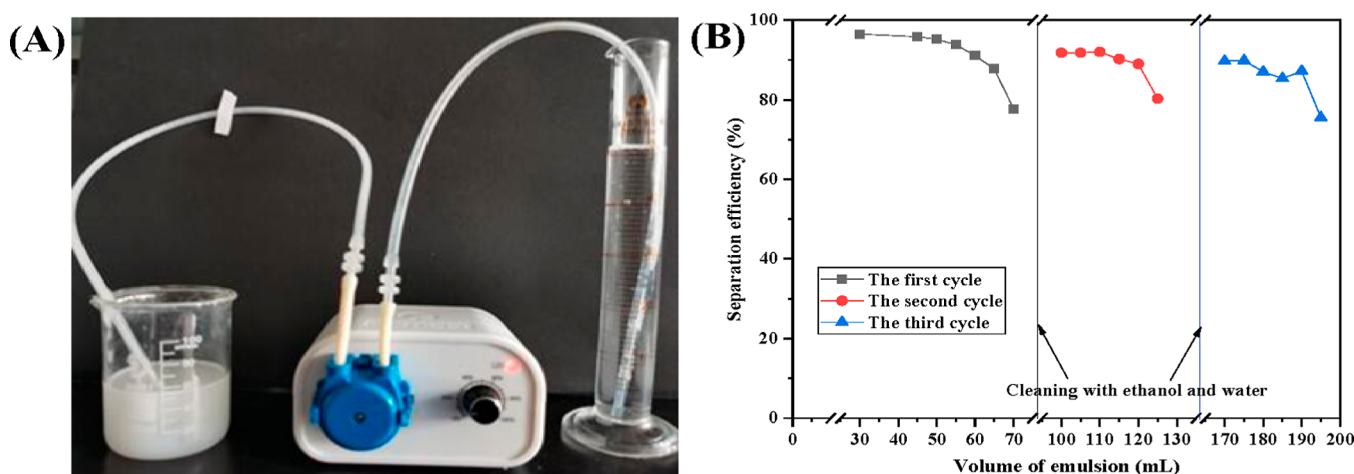 (A)
100
(B)
Separation efficiency (%)
100
80
60
40
20
0
The first cycle
The second cycle
The third cycle
Cleaning with ethanol and water
0 30 40 50 60 70 100 110 120 130 170 180 190 200
Volume of emulsion (mL)